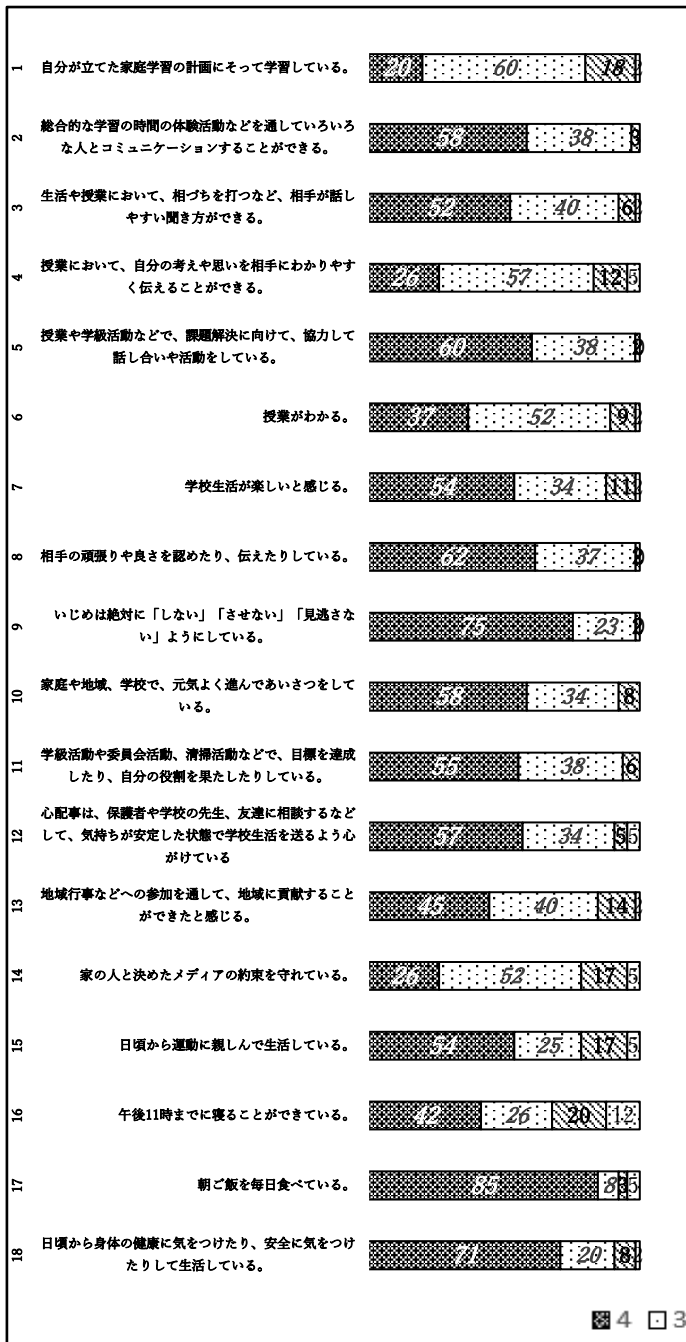 1 自分が立てた家庭学習の計画にそって学習している。 20 60 18 2
2 総合的な学習の時間の体験活動などを通していろいろ
な人とコミュニケーションすることができる。 58 38 3
3 生活や授業において、相づちを打つなど、相手が話し
やすい聞き方ができる。 52 40 6 2
4 授業において、自分の考えや思いを相手にわかりやす
く伝えることができる。 26 57 12 5
5 授業や学級活動などで、課題解決に向けて、協力して
話し合いや活動をしている。 60 38
6 授業がわかる。 37 52 9 2
7 学校生活が楽しいと感じる。 54 34 11 2
8 相手の頑張りや良さを認めたり、伝えたりしている。 62 37
9 いじめは絶対に「しない」「させない」「見逃さな
い」ようにしている。 75 23
10 家庭や地域、学校で、元気よく進んであいさつをして
いる。 58 34 8
11 学級活動や委員会活動、清掃活動などで、目標を達成
したり、自分の役割を果たしたりしている。 55 38 6
12 心配事は、保護者や学校の先生、友達に相談するなど
して、気持ちが安定した状態で学校生活を送るよう心
がけている 57 34 5 5
13 地域行事などへの参加を通して、地域に貢献すること
ができたと感じる。 45 40 14 2
14 家の人と決めたメディアの約束を守れている。 26 52 17 5
15 日頃から運動に親しんで生活している。 54 25 17 5
16 午後11時までに寝ることができている。 42 26 20 12
17 朝ご飯を毎日食べている。 85 8 3 5
18 日頃から身体の健康に気をつけたり、安全に気をつけ
たりして生活している。 71 20 8 2
4 3